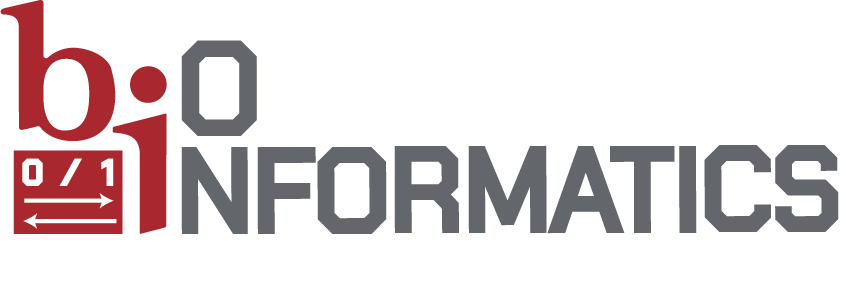 biO
0 / 1
NFORMATICS